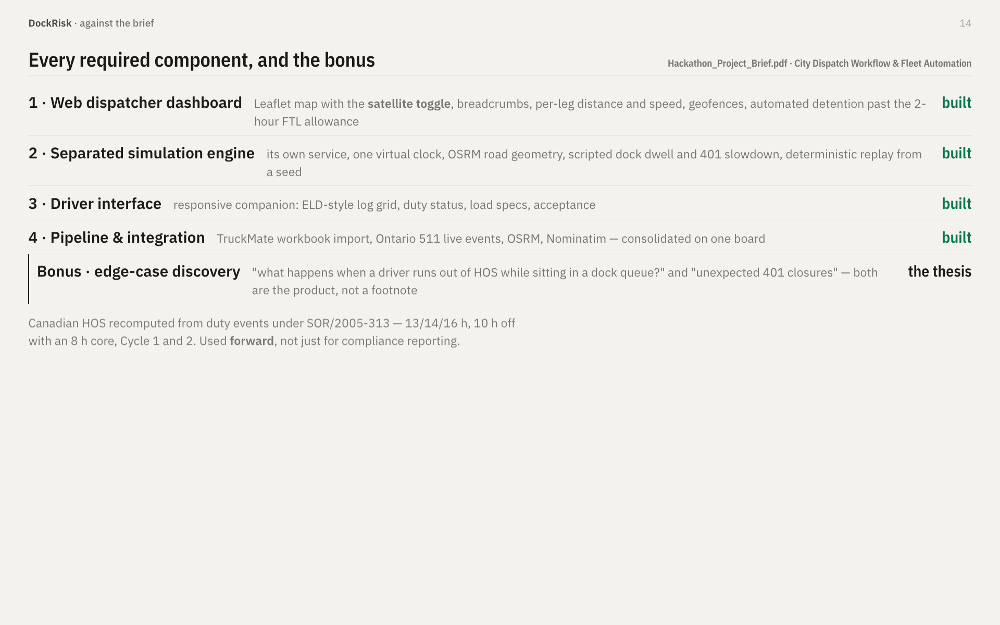 DockRisk · against the brief
14
Every required component, and the bonus
Hackathon_Project_Brief.pdf · City Dispatch Workflow & Fleet Automation
1 · Web dispatcher dashboard
Leaflet map with the satellite toggle, breadcrumbs, per-leg distance and speed, geofences, automated detention past the 2-
hour FTL allowance
built
2 · Separated simulation engine
its own service, one virtual clock, OSRM road geometry, scripted dock dwell and 401 slowdown, deterministic replay from
a seed
built
3 · Driver interface
responsive companion: ELD-style log grid, duty status, load specs, acceptance
built
4 · Pipeline & integration
TruckMate workbook import, Ontario 511 live events, OSRM, Nominatim — consolidated on one board
built
Bonus · edge-case discovery
"what happens when a driver runs out of HOS while sitting in a dock queue?" and "unexpected 401 closures" — both
are the product, not a footnote
the thesis
Canadian HOS recomputed from duty events under SOR/2005-313 — 13/14/16 h, 10 h off
with an 8 h core, Cycle 1 and 2. Used forward, not just for compliance reporting.